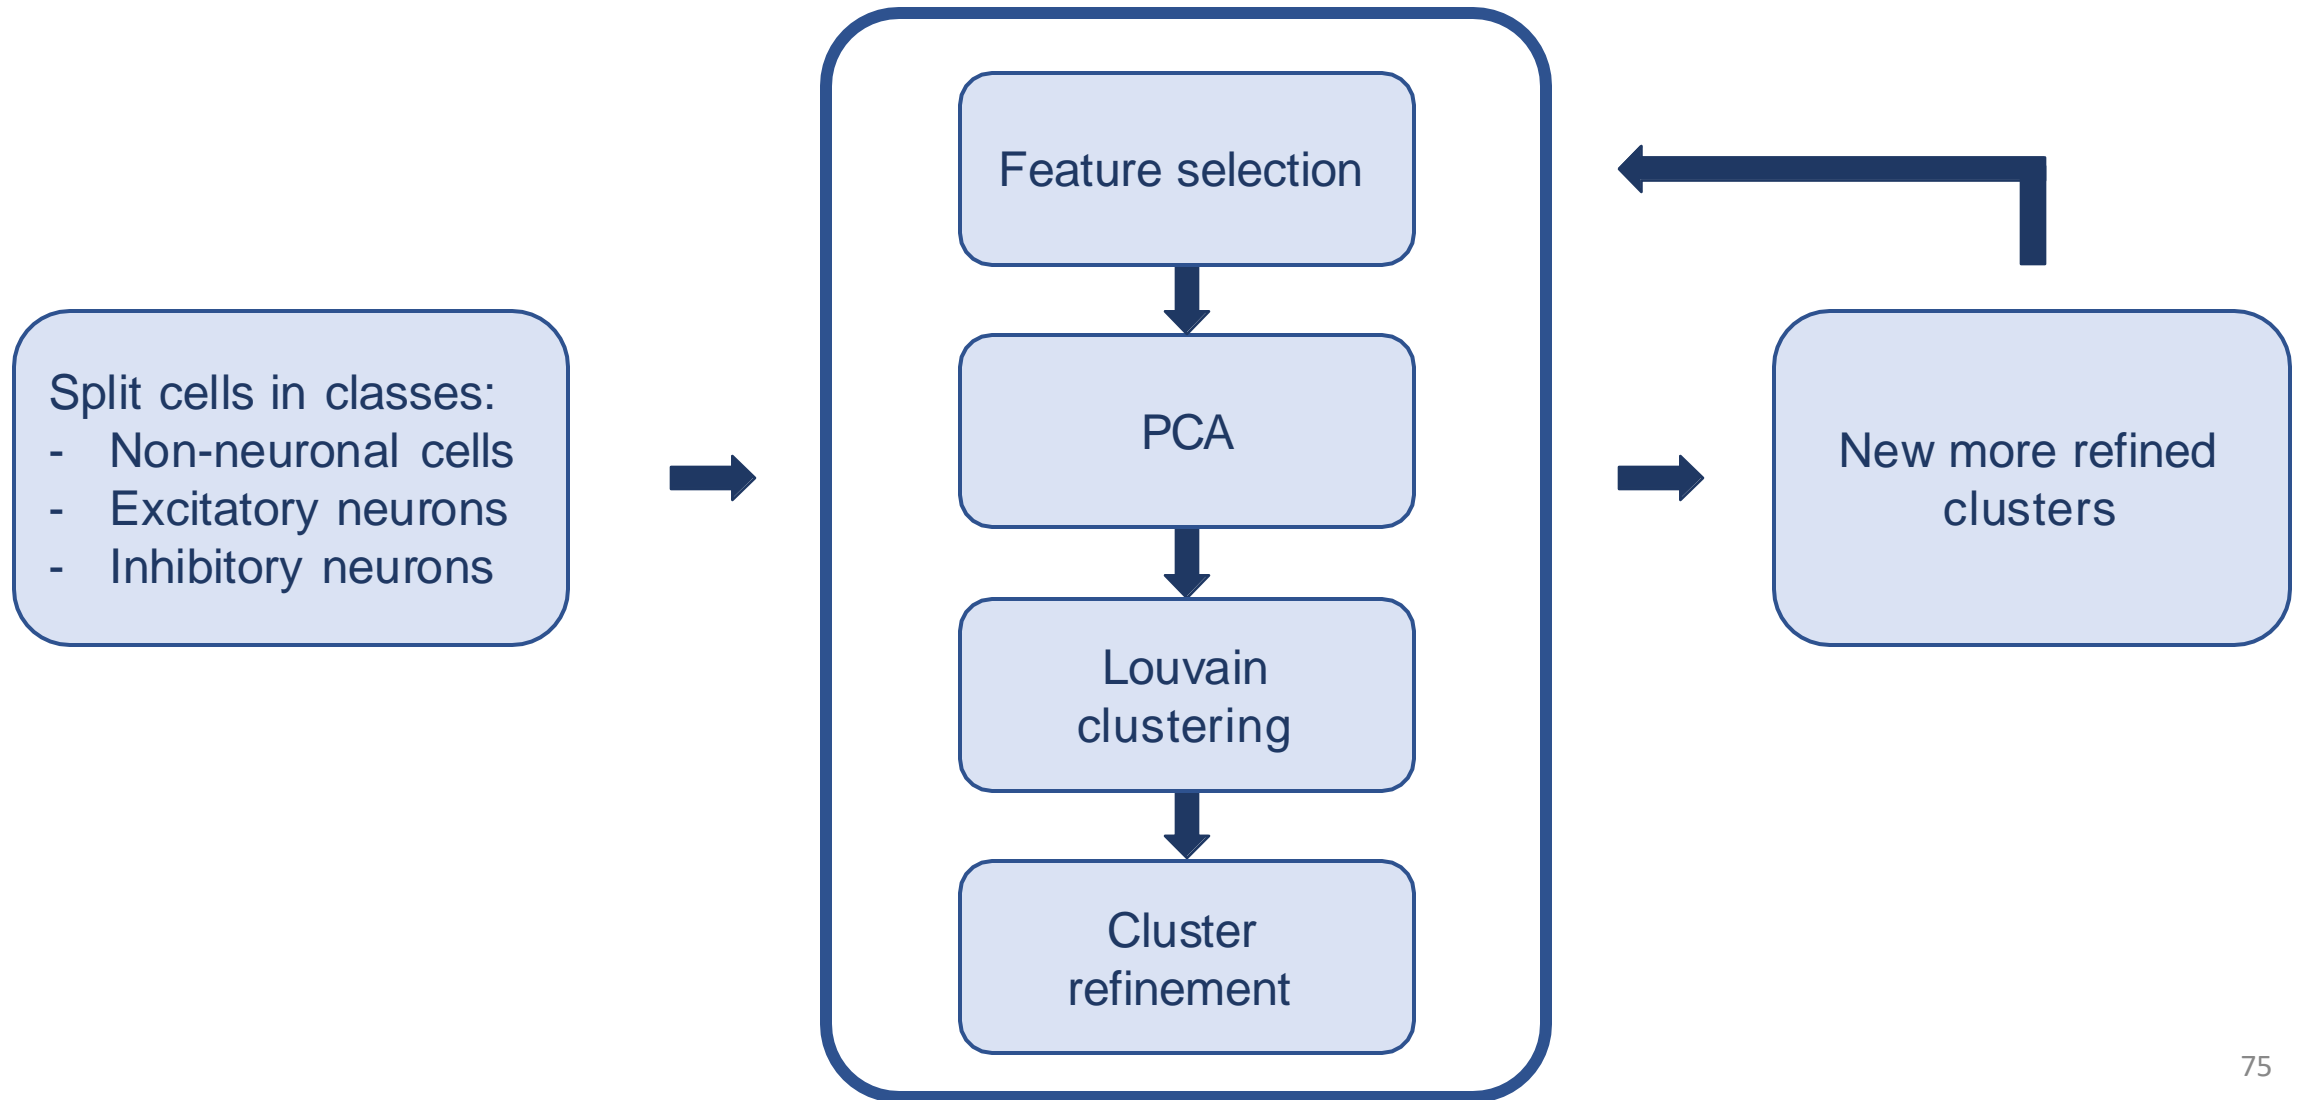 Split cells in classes:
- Non-neuronal cells
- Excitatory neurons
- Inhibitory neurons
Feature selection
PCA
Louvain
clustering
Cluster
refinement
New more refined
clusters
75